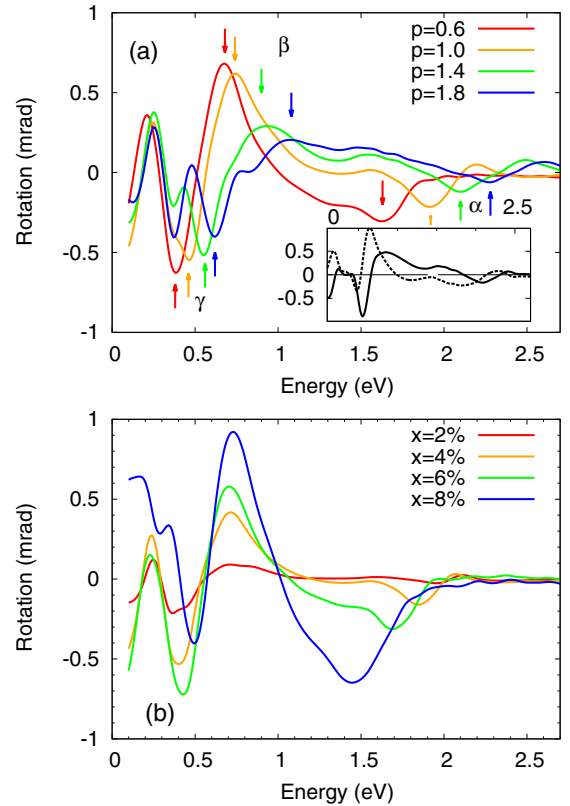 (a)
β
p=0.6
p=1.0
p=1.4
p=1.8
Rotation (mrad)
1
0.5
0
-0.5
-1
γ
α
0
2.5
0.5
0
-0.5
0
0.5
1
1.5
2
2.5
Energy (eV)
x=2%
x=4%
x=6%
x=8%
Rotation (mrad)
1
0.5
0
-0.5
-1
(b)
0
0.5
1
1.5
2
2.5
Energy (eV)